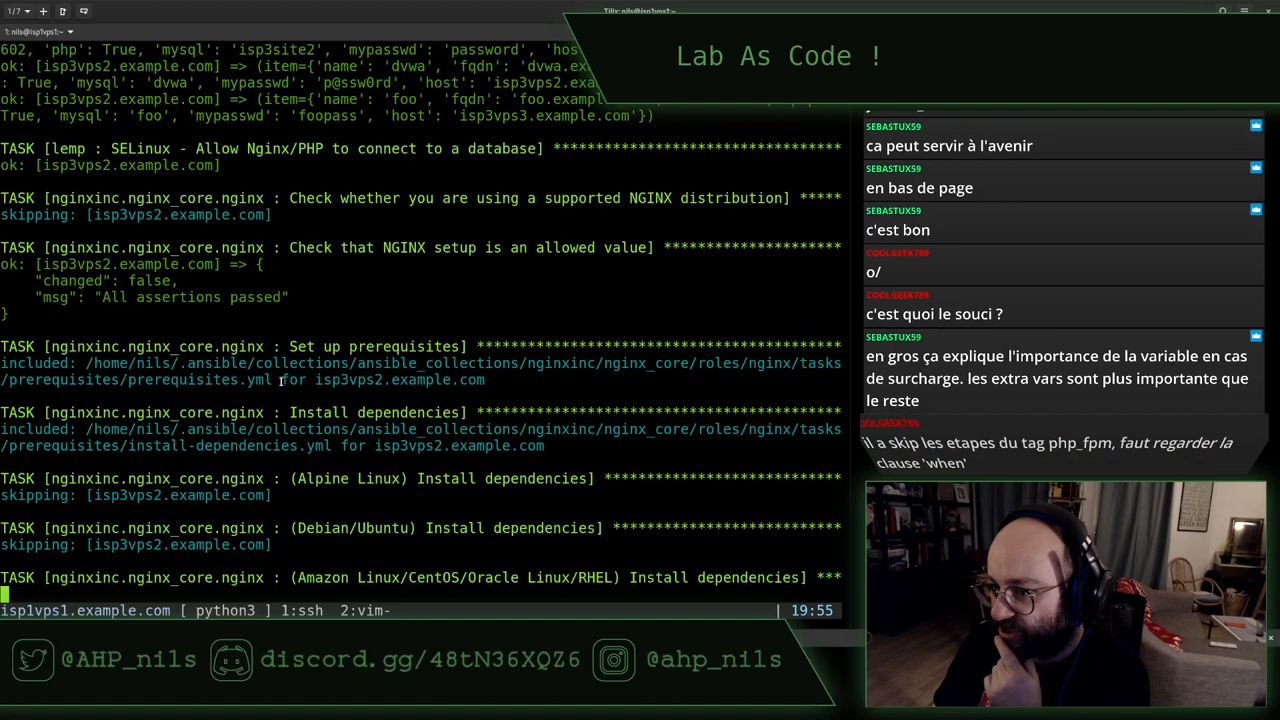 1/7
Tilix: nils@isp1vps1:~
1: nils@isp1vps1:~
602, 'php': True, 'mysql': 'isp3site2', 'mypasswd': 'password', 'hos
ok: [isp3vps2.example.com] => (item={'name': 'dvwa', 'fqdn': 'dvwa.ex
: True, 'mysql': 'dvwa', 'mypasswd': 'p@ssw0rd', 'host': 'isp3vps2.e
ok: [isp3vps2.example.com] => (item={'name': 'foo', 'fqdn': 'foo.exam
True, 'mysql': 'foo', 'mypasswd': 'foopass', 'host': 'isp3vps3.example.com'})
TASK [lemp : SELinux - Allow Nginx/PHP to connect to a database] **********************************
ok: [isp3vps2.example.com]
TASK [nginxinc.nginx_core.nginx : Check whether you are using a supported NGINX distribution] *****
skipping: [isp3vps2.example.com]
TASK [nginxinc.nginx_core.nginx : Check that NGINX setup is an allowed value] *********************
ok: [isp3vps2.example.com] => {
"changed": false,
"msg": "All assertions passed"
}
TASK [nginxinc.nginx_core.nginx : Set up prerequisites] *******************************************
included: /home/nils/.ansible/collections/ansible_collections/nginxinc/nginx_core/roles/nginx/tasks
/prerequisites/prerequisites.yml for isp3vps2.example.com
TASK [nginxinc.nginx_core.nginx : Install dependencies] *******************************************
included: /home/nils/.ansible/collections/ansible_collections/nginxinc/nginx_core/roles/nginx/tasks
/prerequisites/install-dependencies.yml for isp3vps2.example.com
TASK [nginxinc.nginx_core.nginx : (Alpine Linux) Install dependencies] ****************************
skipping: [isp3vps2.example.com]
TASK [nginxinc.nginx_core.nginx : (Debian/Ubuntu) Install dependencies] ***************************
skipping: [isp3vps2.example.com]
TASK [nginxinc.nginx_core.nginx : (Amazon Linux/CentOS/Oracle Linux/RHEL) Install dependencies] ***
isp1vps1.example.com [ python3 ] 1:ssh 2:vim- | 19:55
Lab As Code !
SEBASTUX59
ca peut servir à l'avenir
SEBASTUX59
en bas de page
SEBASTUX59
c'est bon
COOLGEEK789
o/
COOLGEEK789
c'est quoi le souci ?
SEBASTUX59
en gros ça explique l'importance de la variable en cas
de surcharge. les extra vars sont plus importante que
le reste
il a skip les etapes du tag php_fpm, faut regarder la
clause 'when'
@AHP_nils
discord.gg/48tN36XQZ6
@ahp_nils